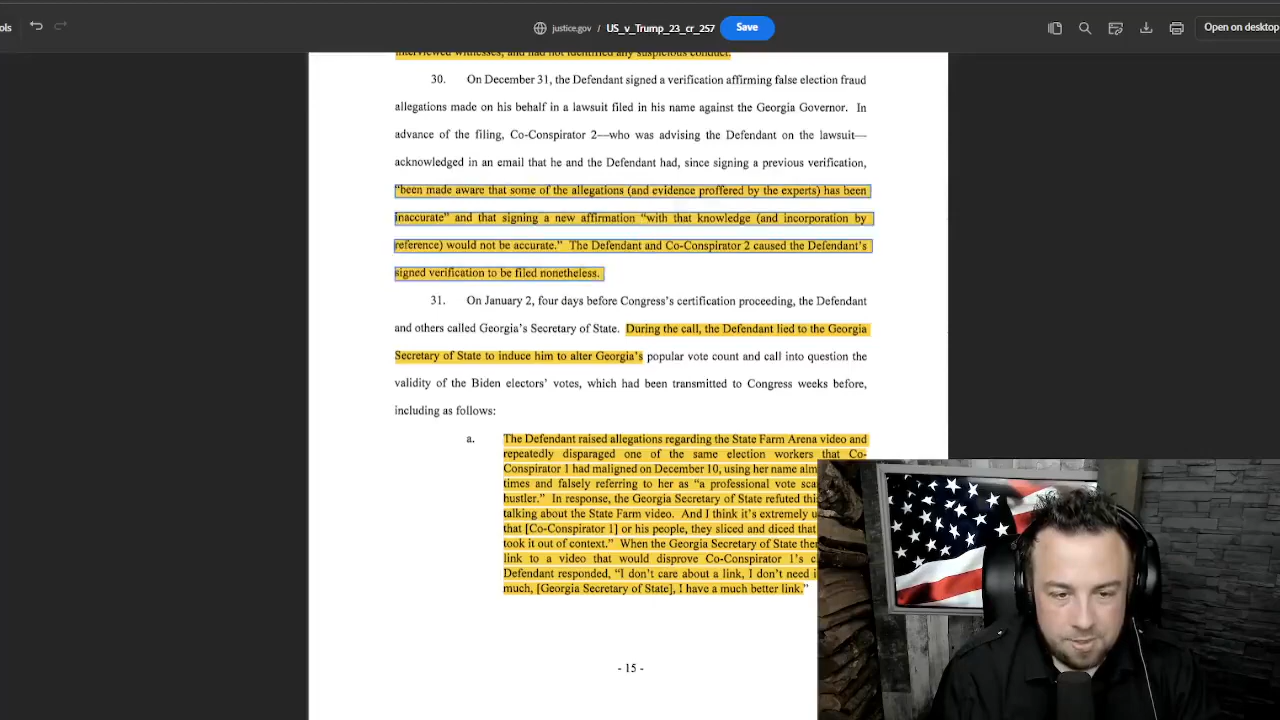 ols
justice.gov / US_v_Trump_23_cr_257
Save
Open on desktop
interviewed witnesses, and had not identified any suspicious conduct.
30. On December 31, the Defendant signed a verification affirming false election fraud
allegations made on his behalf in a lawsuit filed in his name against the Georgia Governor. In
advance of the filing, Co-Conspirator 2—who was advising the Defendant on the lawsuit—
acknowledged in an email that he and the Defendant had, since signing a previous verification,
“been made aware that some of the allegations (and evidence proffered by the experts) has been
inaccurate” and that signing a new affirmation “with that knowledge (and incorporation by
reference) would not be accurate.” The Defendant and Co-Conspirator 2 caused the Defendant’s
signed verification to be filed nonetheless.
31. On January 2, four days before Congress’s certification proceeding, the Defendant
and others called Georgia’s Secretary of State. During the call, the Defendant lied to the Georgia
Secretary of State to induce him to alter Georgia’s popular vote count and call into question the
validity of the Biden electors’ votes, which had been transmitted to Congress weeks before,
including as follows:
a. The Defendant raised allegations regarding the State Farm Arena video and
repeatedly disparaged one of the same election workers that Co-
Conspirator 1 had maligned on December 10, using her name alm
times and falsely referring to her as “a professional vote sca
hustler.” In response, the Georgia Secretary of State refuted this
talking about the State Farm video. And I think it’s extremely u
that [Co-Conspirator 1] or his people, they sliced and diced that
took it out of context.” When the Georgia Secretary of State then
link to a video that would disprove Co-Conspirator 1’s c
Defendant responded, “I don’t care about a link, I don’t need i
much, [Georgia Secretary of State], I have a much better link.”
- 15 -